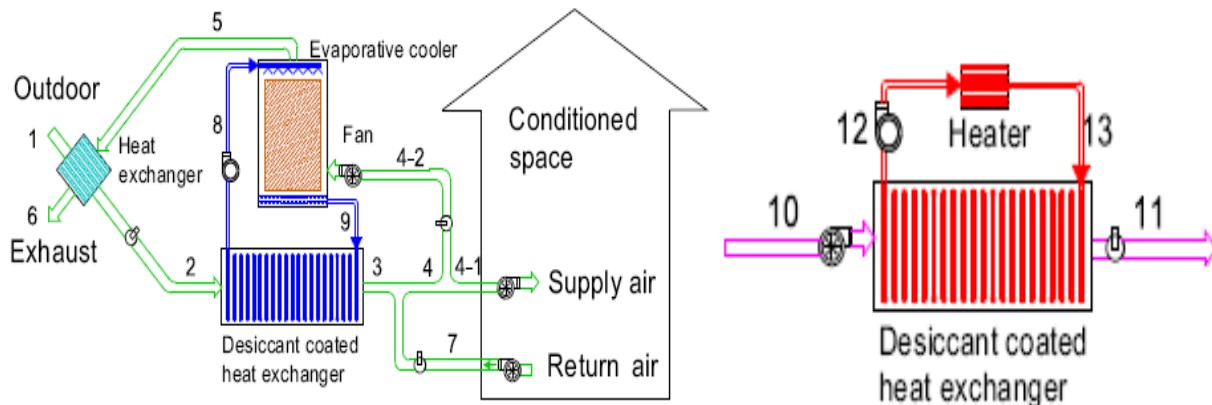 5
Evaporative cooler
Outdoor
1
Heat
exchanger
8
Fan
4-2
6
Exhaust
2
9
3
4
4-1
Desiccant coated
heat exchanger
7
Conditioned
space
Supply air
Return air
12
Heater
13
10
11
Desiccant coated
heat exchanger